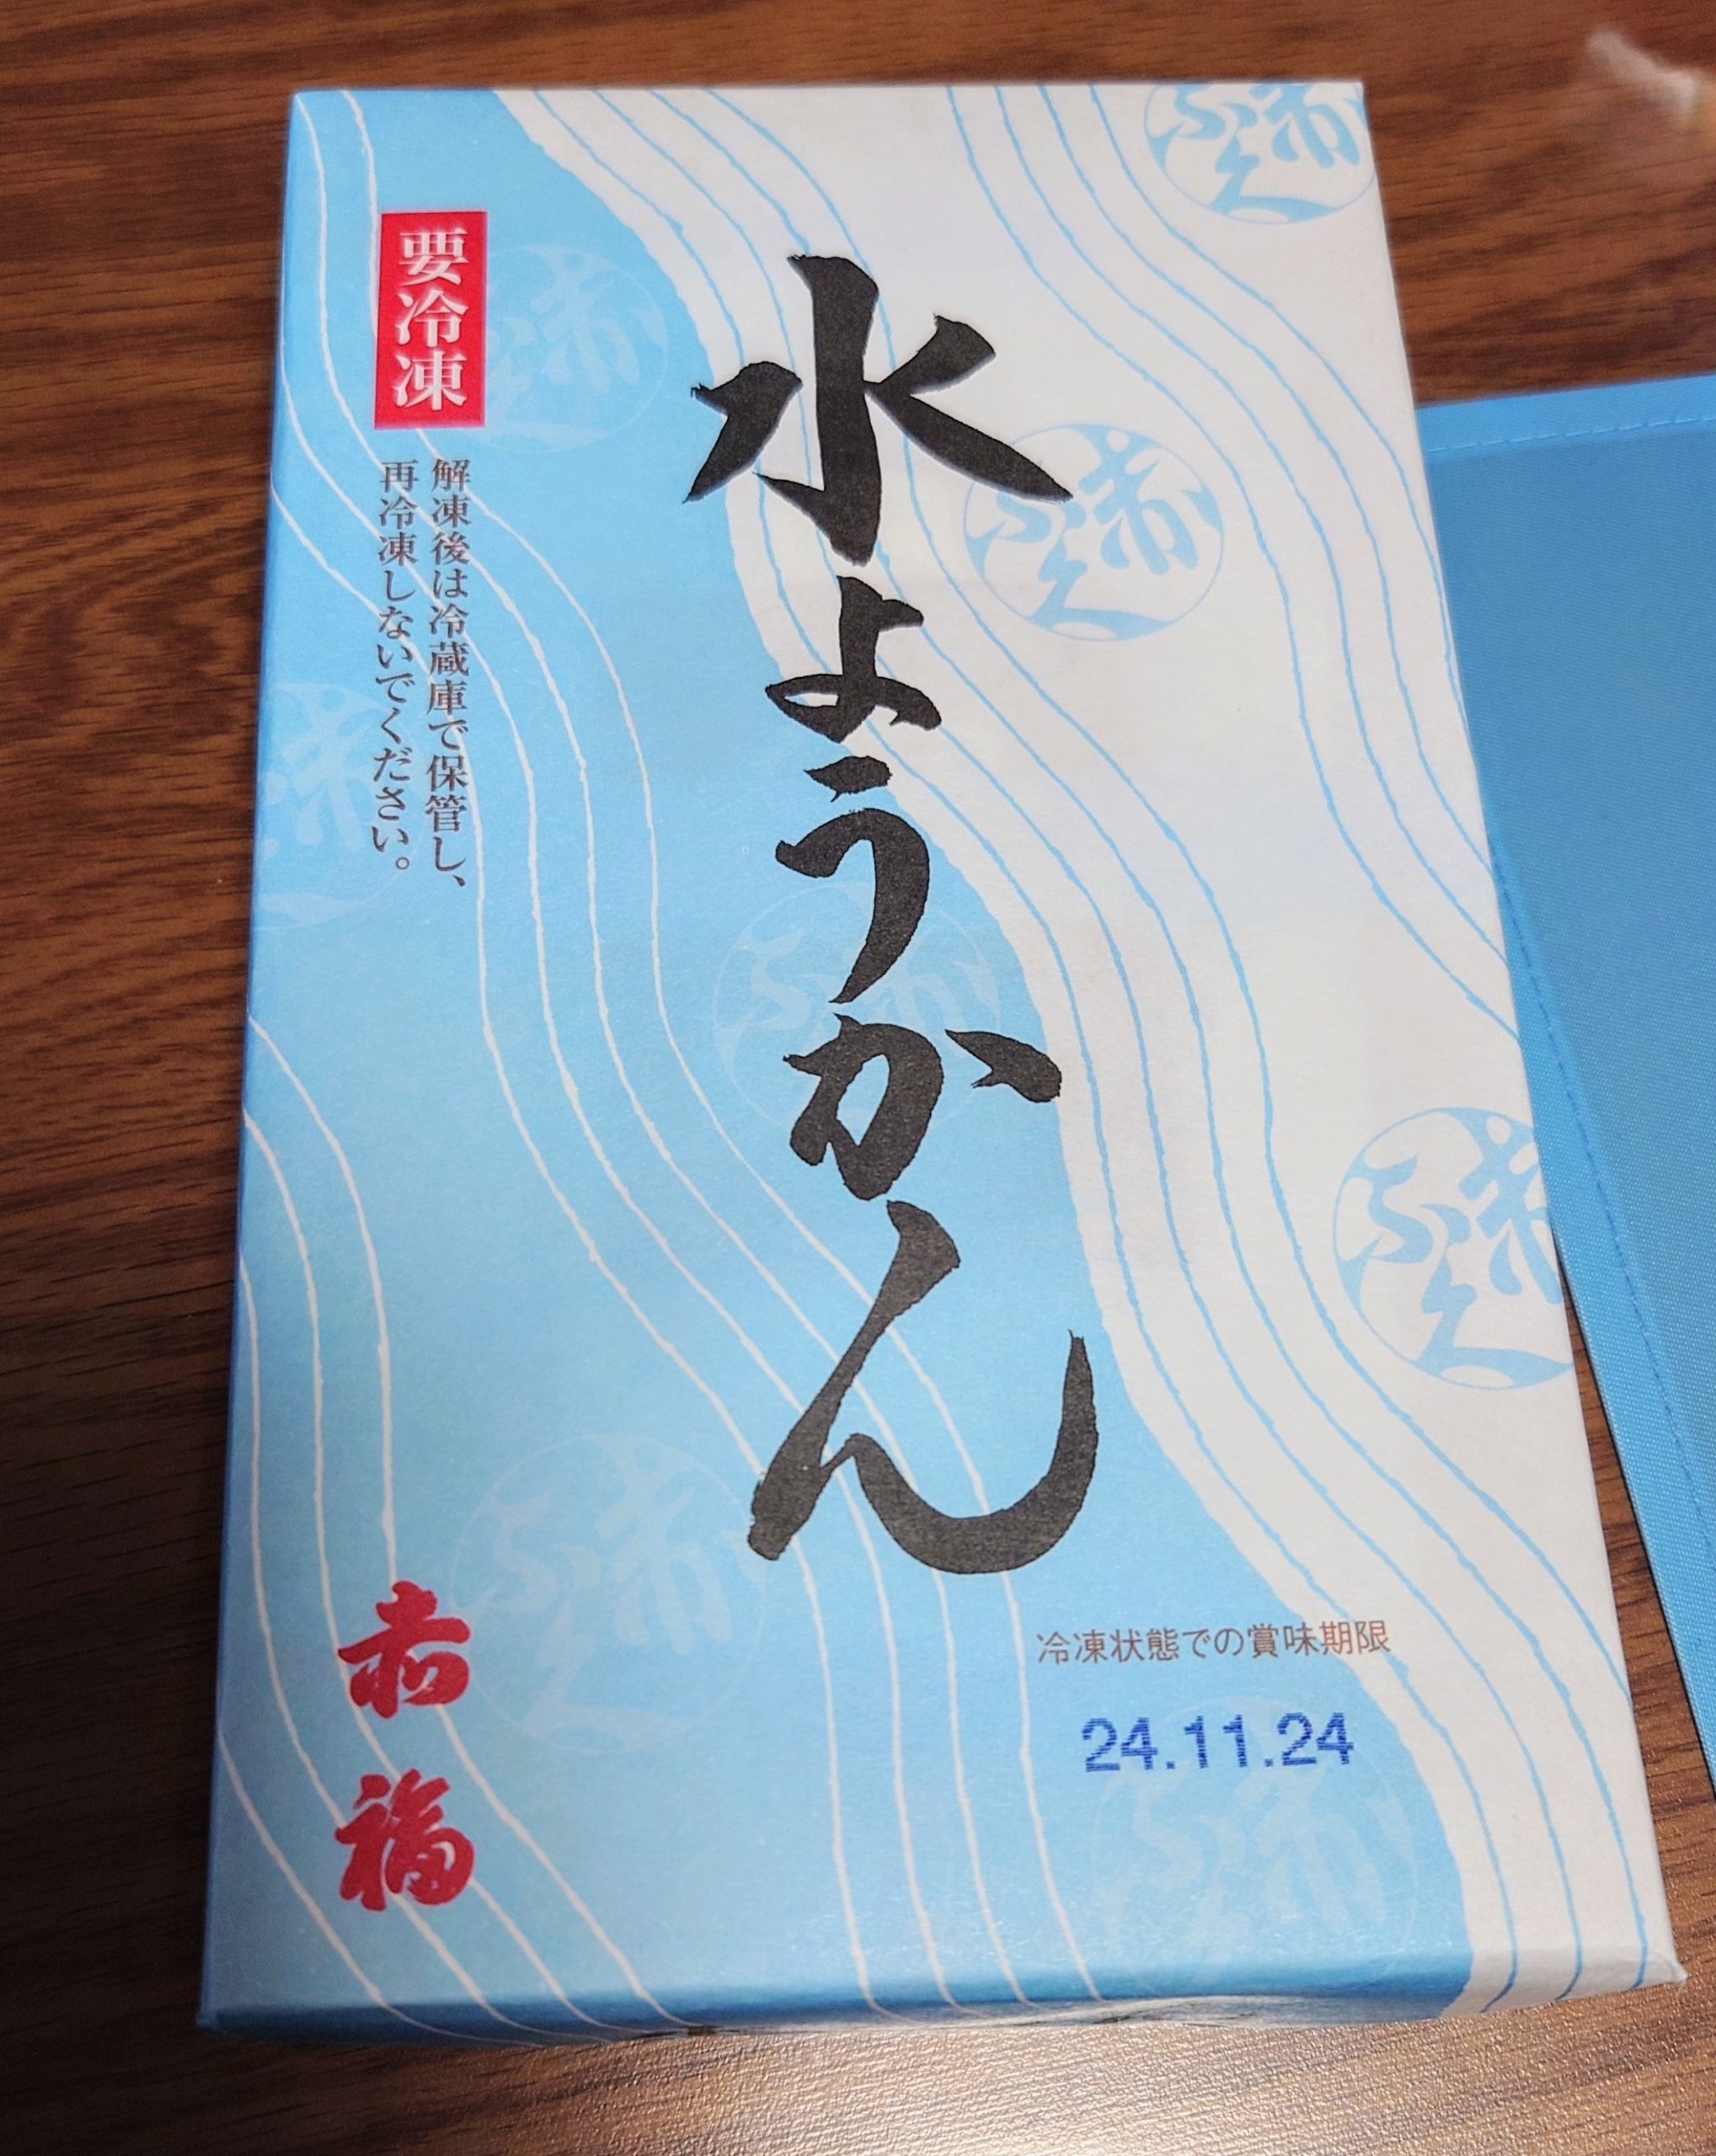 水ようかん
要冷凍
解凍後は冷蔵庫で保管し、
再冷凍しないでください。
赤福
冷凍状態での賞味期限
24.11.24